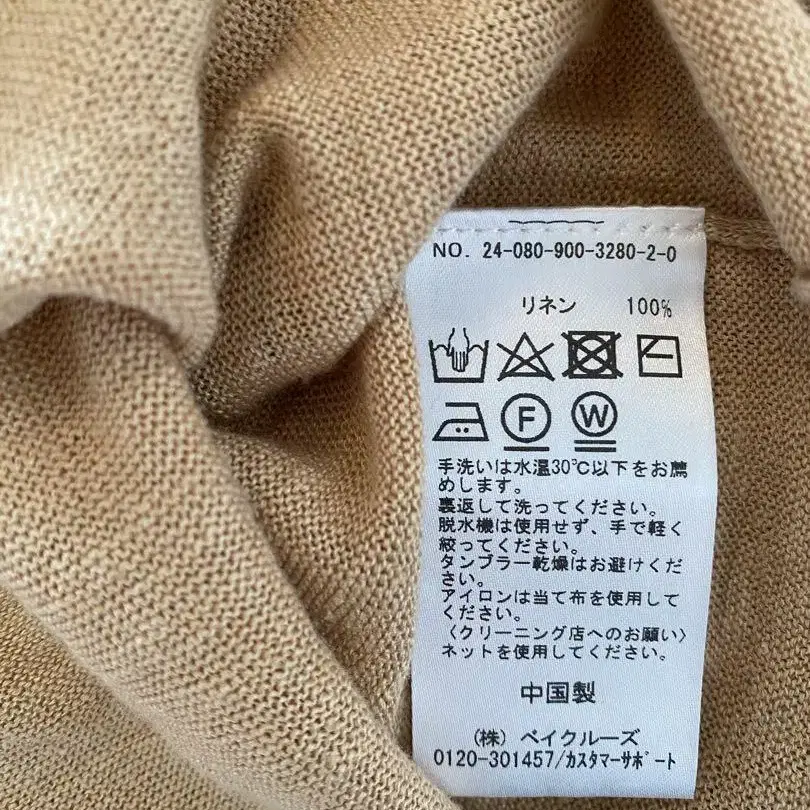 NO. 24-080-900-3280-2-0
リネン 100%
F W
手洗いは水温30℃以下をお薦
めします。
裏返して洗ってください。
脱水機は使用せず、手で軽く
絞ってください。
タンブラー乾燥はお避けくだ
さい。
アイロンは当て布を使用して
ください。
〈クリーニング店へのお願い〉
ネットを使用してください。
中国製
(株) ベイクルーズ
0120-301457/カスタマーサポート